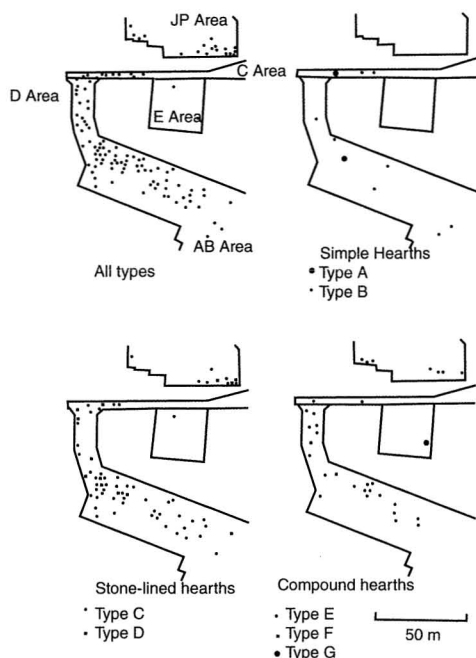 JP Area
C Area
D Area
E Area
AB Area
All types
Simple Hearths
Type A
Type B
Stone-lined hearths
Type C
Type D
Compound hearths
Type E
Type F
Type G
50 m